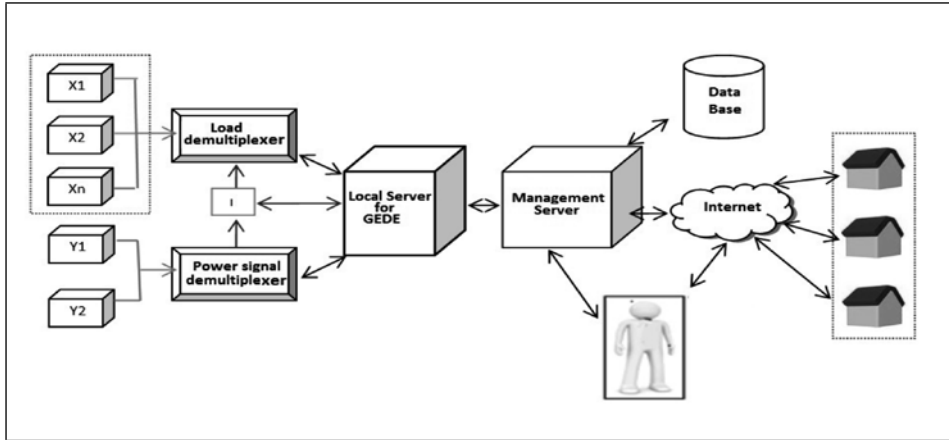 X1
X2
Xn
Y1
Y2
Load
demultiplexer
I
Power signal
demultiplexer
Local Server
for
GEDE
Management
Server
Data
Base
Internet